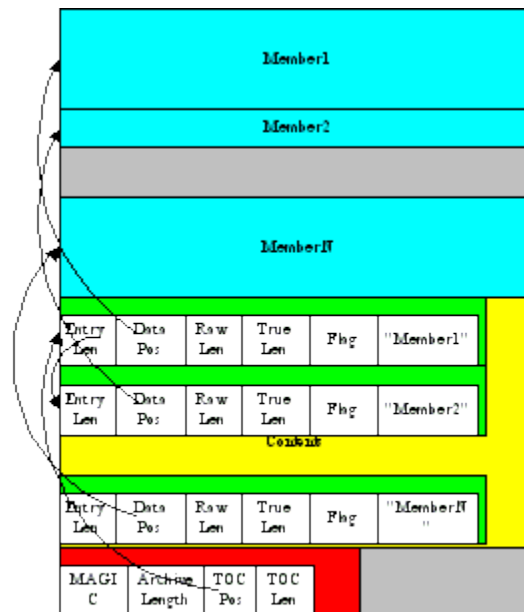 Member1
Member2
MemberN
Entry Data Raw True Flag "Member1"
Len Pos Len Len
Entry Data Raw True Flag "Member2"
Len Pos Len Len
Content
Entry Data Raw True Flag "MemberN
Len Pos Len Len "
MAGI Archive TOC TOC
C Length Pos Len